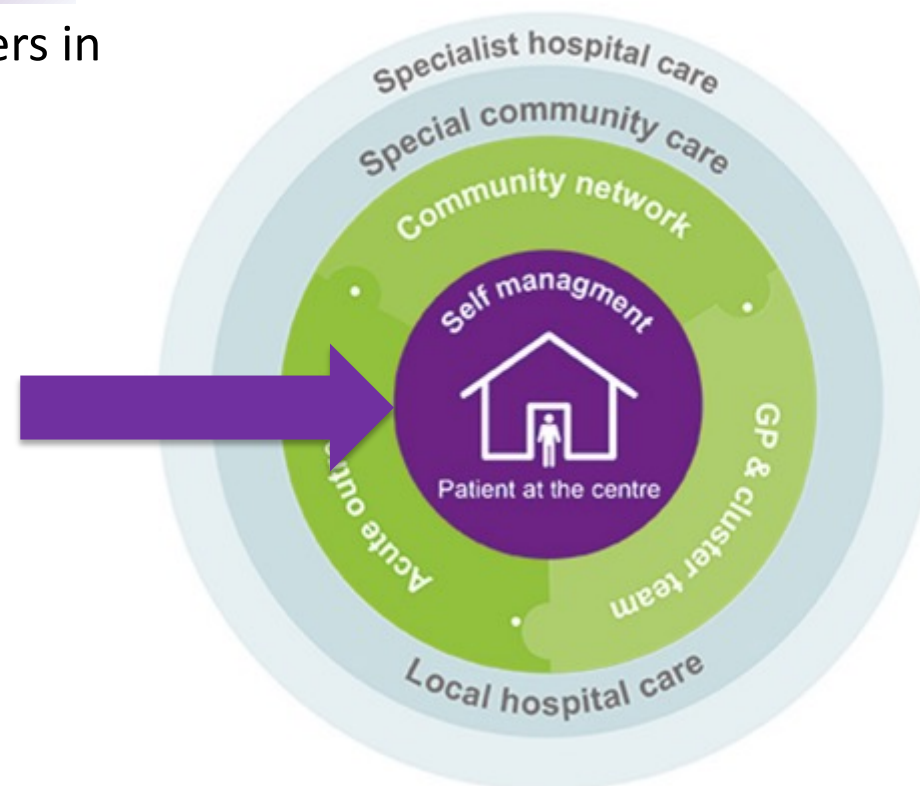 ers in
Specialist hospital care
Special community care
Community network
Self managment
Patient at the centre
GP & cluster team
Acute
Local hospital care